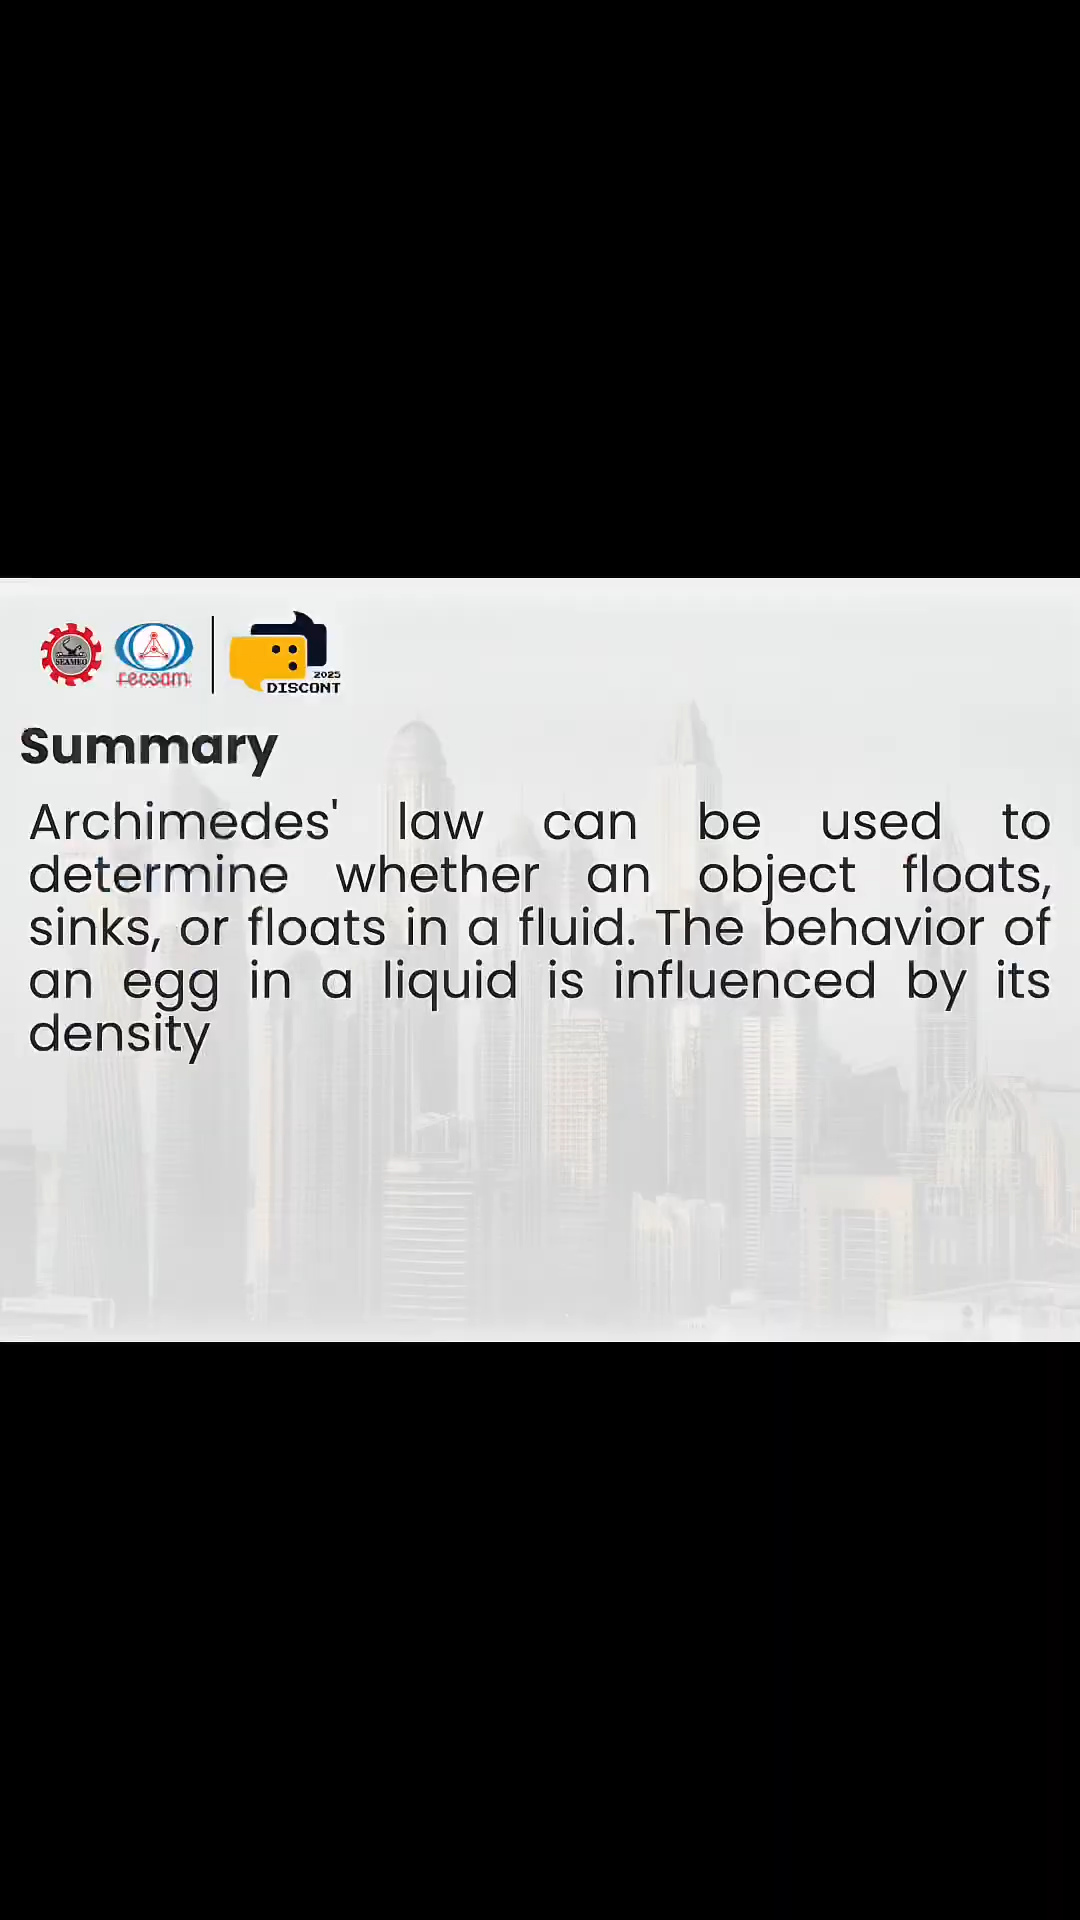 SEAMEO
recsam
2025
DISCONT
Summary
Archimedes' law can be used to
determine whether an object floats,
sinks, or floats in a fluid. The behavior of
an egg in a liquid is influenced by its
density